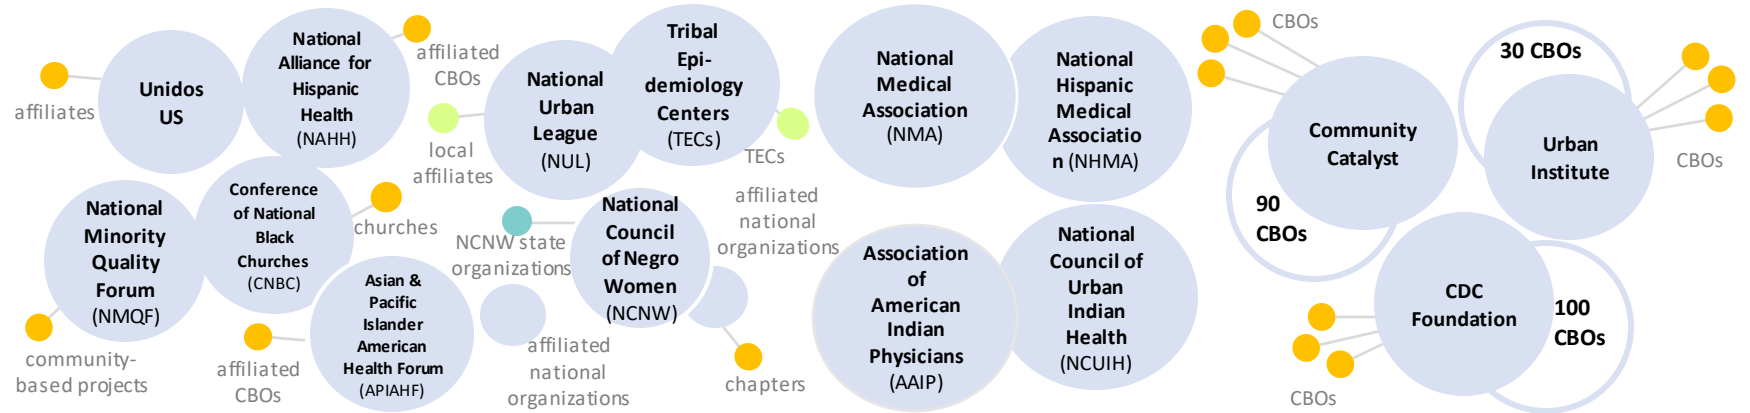 Unidos
US
affiliates
National
Alliance for
Hispanic
Health
(NAHH)
affiliated
CBOs
National
Minority
Quality
Forum
(NMQF)
community-
based projects
Conference
of National
Black
Churches
(CNBC)
churches
Asian &
Pacific
Islander
American
Health Forum
(APIAHF)
affiliated
CBOs
National
Urban
League
(NUL)
local
affiliates
Tribal
Epi-
demiology
Centers
(TECs)
TECs
affiliated
national
organizations
National
Council
of Negro
Women
(NCNW)
NCNW state
organizations
affiliated
national
organizations
chapters
National
Medical
Association
(NMA)
National
Hispanic
Medical
Associatio
n (NHMA)
Association
of
American
Indian
Physicians
(AAIP)
National
Council of
Urban
Indian
Health
(NCUIH)
CBOs
Community
Catalyst
90
CBOs
30 CBOs
Urban
Institute
CBOs
CDC
Foundation
100
CBOs
CBOs